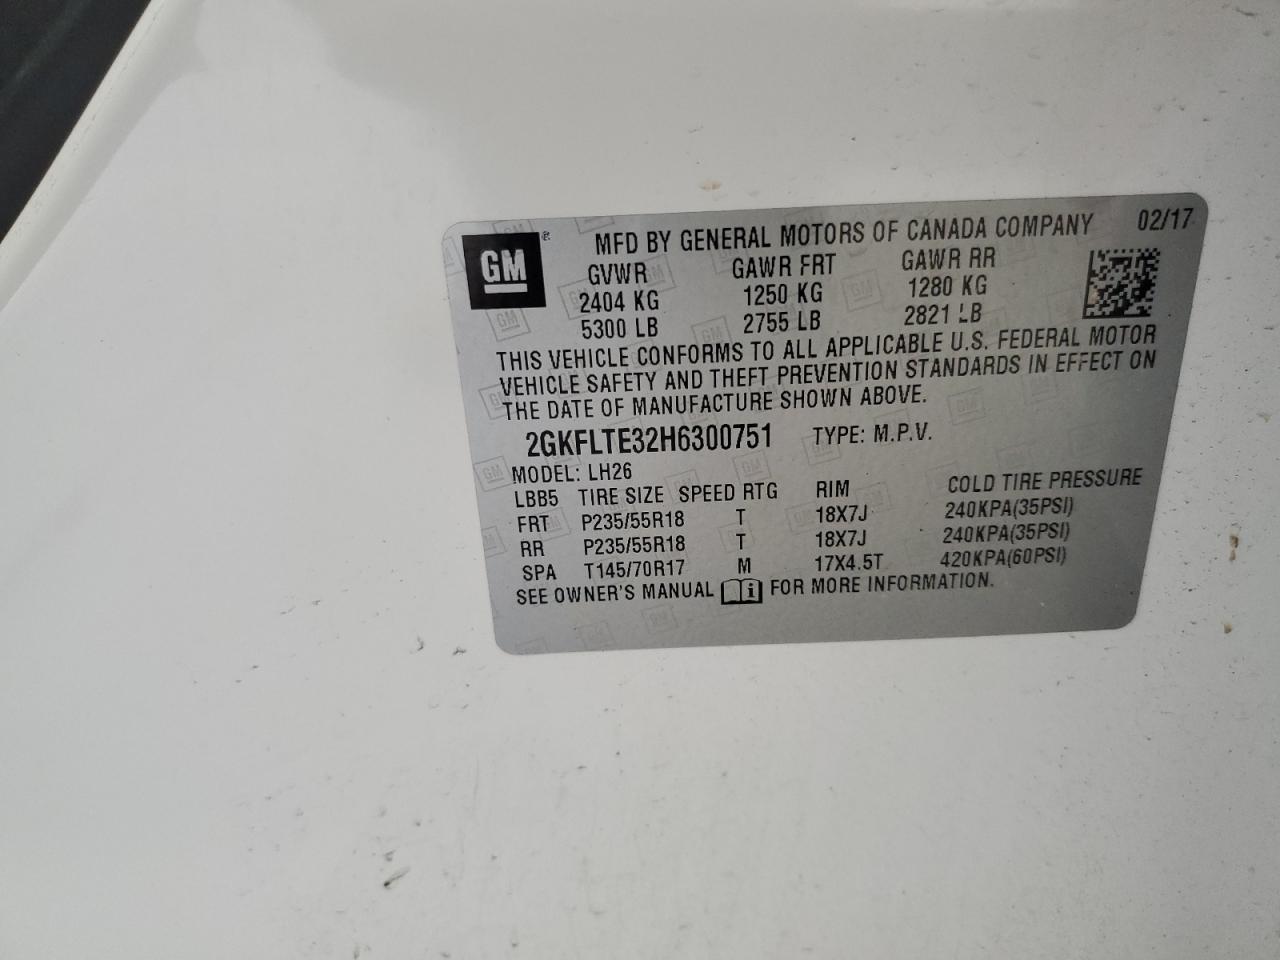 GM ® MFD BY GENERAL MOTORS OF CANADA COMPANY 02/17
GVWR GAWR FRT GAWR RR
2404 KG 1250 KG 1280 KG
5300 LB 2755 LB 2821 LB
THIS VEHICLE CONFORMS TO ALL APPLICABLE U.S. FEDERAL MOTOR
VEHICLE SAFETY AND THEFT PREVENTION STANDARDS IN EFFECT ON
THE DATE OF MANUFACTURE SHOWN ABOVE.
2GKFLTE32H6300751 TYPE: M.P.V.
MODEL: LH26
LBB5 TIRE SIZE SPEED RTG RIM COLD TIRE PRESSURE
FRT P235/55R18 T 18X7J 240KPA(35PSI)
RR P235/55R18 T 18X7J 240KPA(35PSI)
SPA T145/70R17 M 17X4.5T 420KPA(60PSI)
SEE OWNER'S MANUAL i FOR MORE INFORMATION.